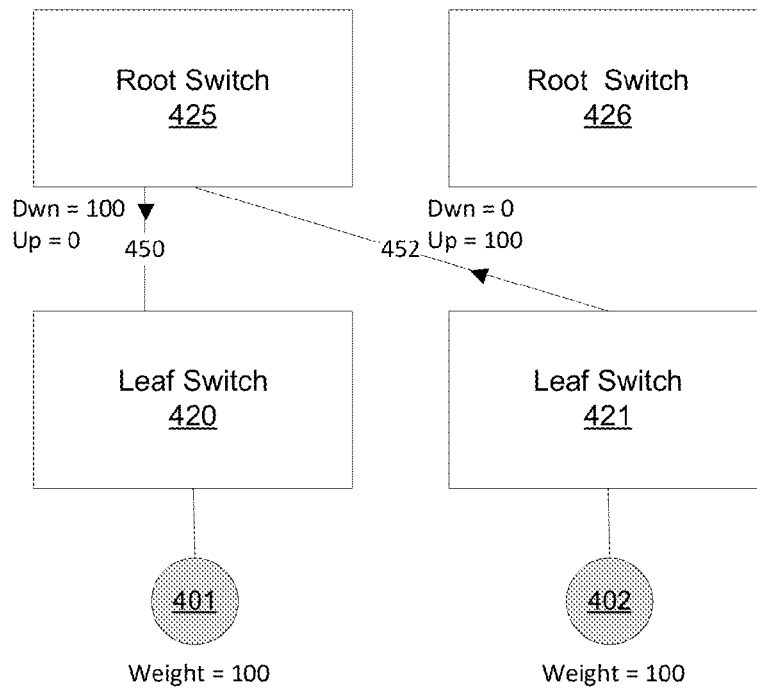 Root Switch
425
Root Switch
426
Dwn = 100
Up = 0
450
Dwn = 0
Up = 100
452
Leaf Switch
420
Leaf Switch
421
401
402
Weight = 100
Weight = 100